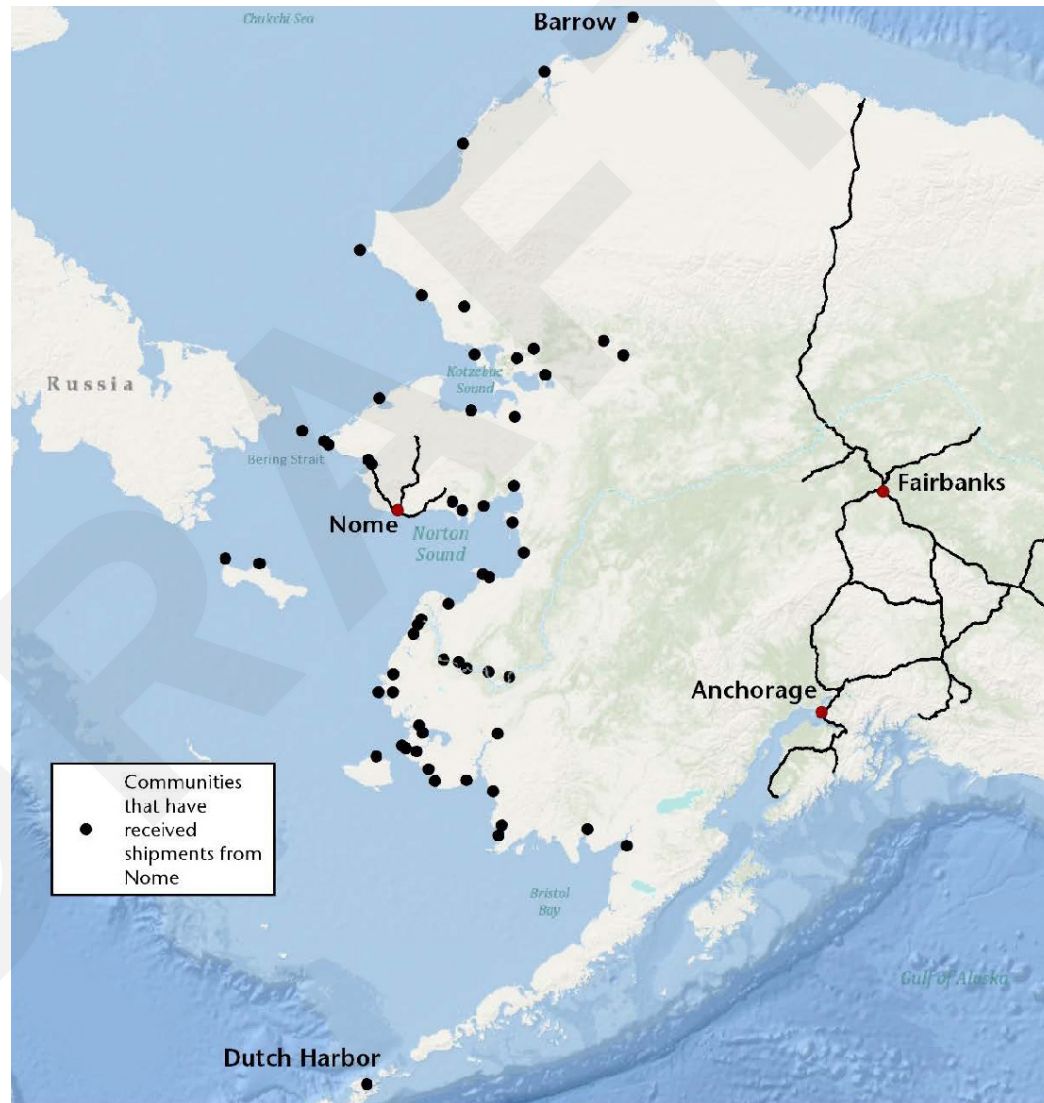 Chukchi Sea
Barrow
Russia
Kotzebue
Sound
Bering Strait
Nome
Norton
Sound
Fairbanks
Anchorage
Communities
that have
received
shipments from
Nome
Bristol
Bay
Gulf of Alaska
Dutch Harbor
DRAFT